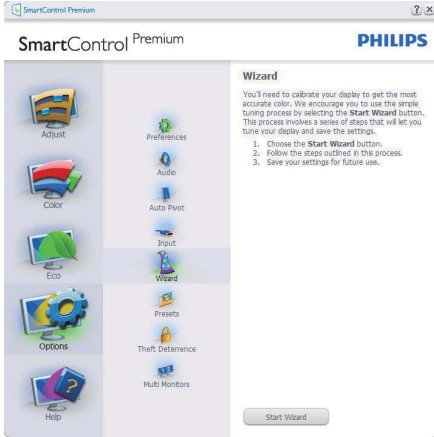 SmartControl Premium
SmartControl Premium
PHILIPS
Adjust
Color
Eco
Options
Help
Preferences
Audio
Auto Pivot
Input
Wizard
Presets
Theft Deterrence
Multi Monitors
Wizard
You'll need to calibrate your display to get the most
accurate color. We encourage you to use the simple
tuning process by selecting the Start Wizard button.
This process involves a series of steps that will let you
tune your display and save the settings.
1. Choose the Start Wizard button.
2. Follow the steps outlined in this process.
3. Save your settings for future use.
Start Wizard